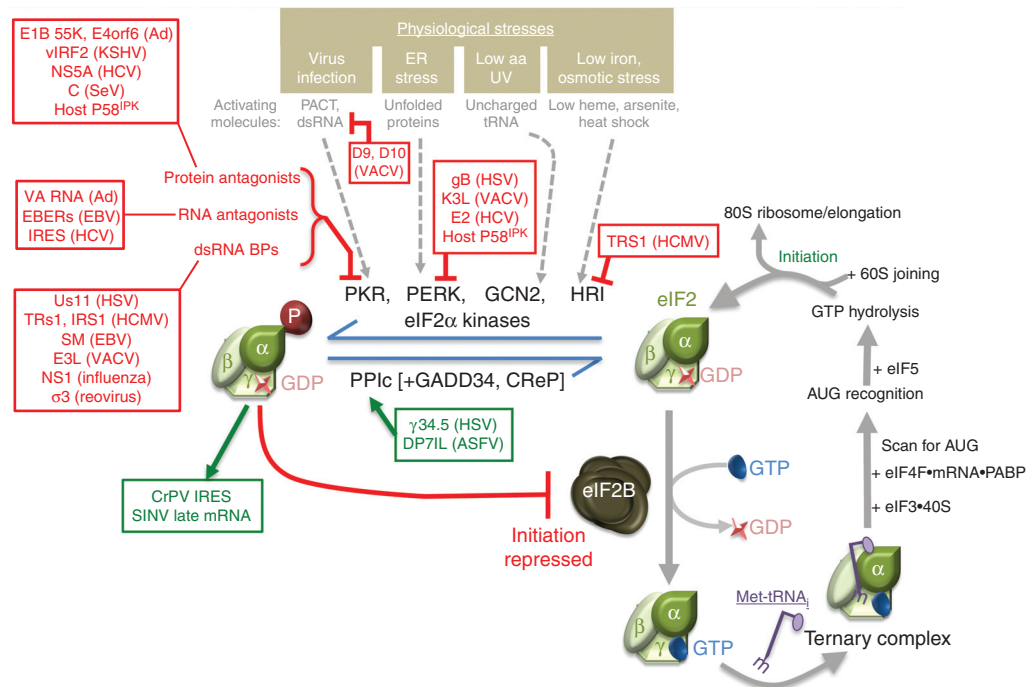 E1B 55K, E4orf6 (Ad)
vIRF2 (KSHV)
NS5A (HCV)
C (SeV)
Host P58^IPK
Physiological stresses
Virus
infection
ER
stress
Low aa
UV
Low iron,
osmotic stress
Activating
molecules:
PACT,
dsRNA
Unfolded
proteins
Uncharged
tRNA
Low heme, arsenite,
heat shock
D9, D10
(VACV)
Protein antagonists
VA RNA (Ad)
EBERs (EBV)
IRES (HCV)
RNA antagonists
dsRNA BPs
gB (HSV)
K3L (VACV)
E2 (HCV)
Host P58^IPK
TRS1 (HCMV)
80S ribosome/elongation
Initiation
+ 60S joining
GTP hydrolysis
+ eIF5
AUG recognition
Scan for AUG
+ eIF4F•mRNA•PABP
+ eIF3•40S
Us11 (HSV)
TRs1, IRS1 (HCMV)
SM (EBV)
E3L (VACV)
NS1 (influenza)
σ3 (reovirus)
PKR, PERK, GCN2, HRI
eIF2α kinases
PPIc [+GADD34, CReP]
γ34.5 (HSV)
DP7IL (ASFV)
P
α
β
γ
GDP
eIF2
α
β
γ
GDP
CrPV IRES
SINV late mRNA
eIF2B
Initiation
repressed
GTP
GDP
α
β
γ
GTP
Met-tRNAi
α
Ternary complex